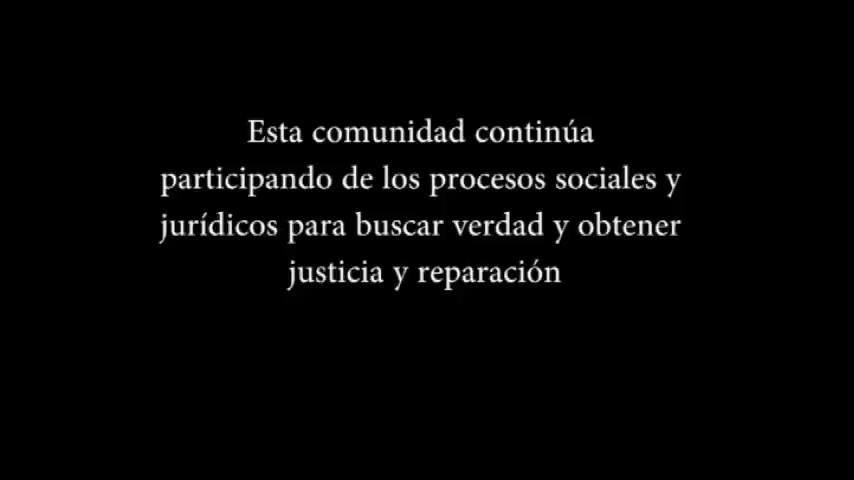 Esta comunidad continúa
participando de los procesos sociales y
jurídicos para buscar verdad y obtener
justicia y reparación